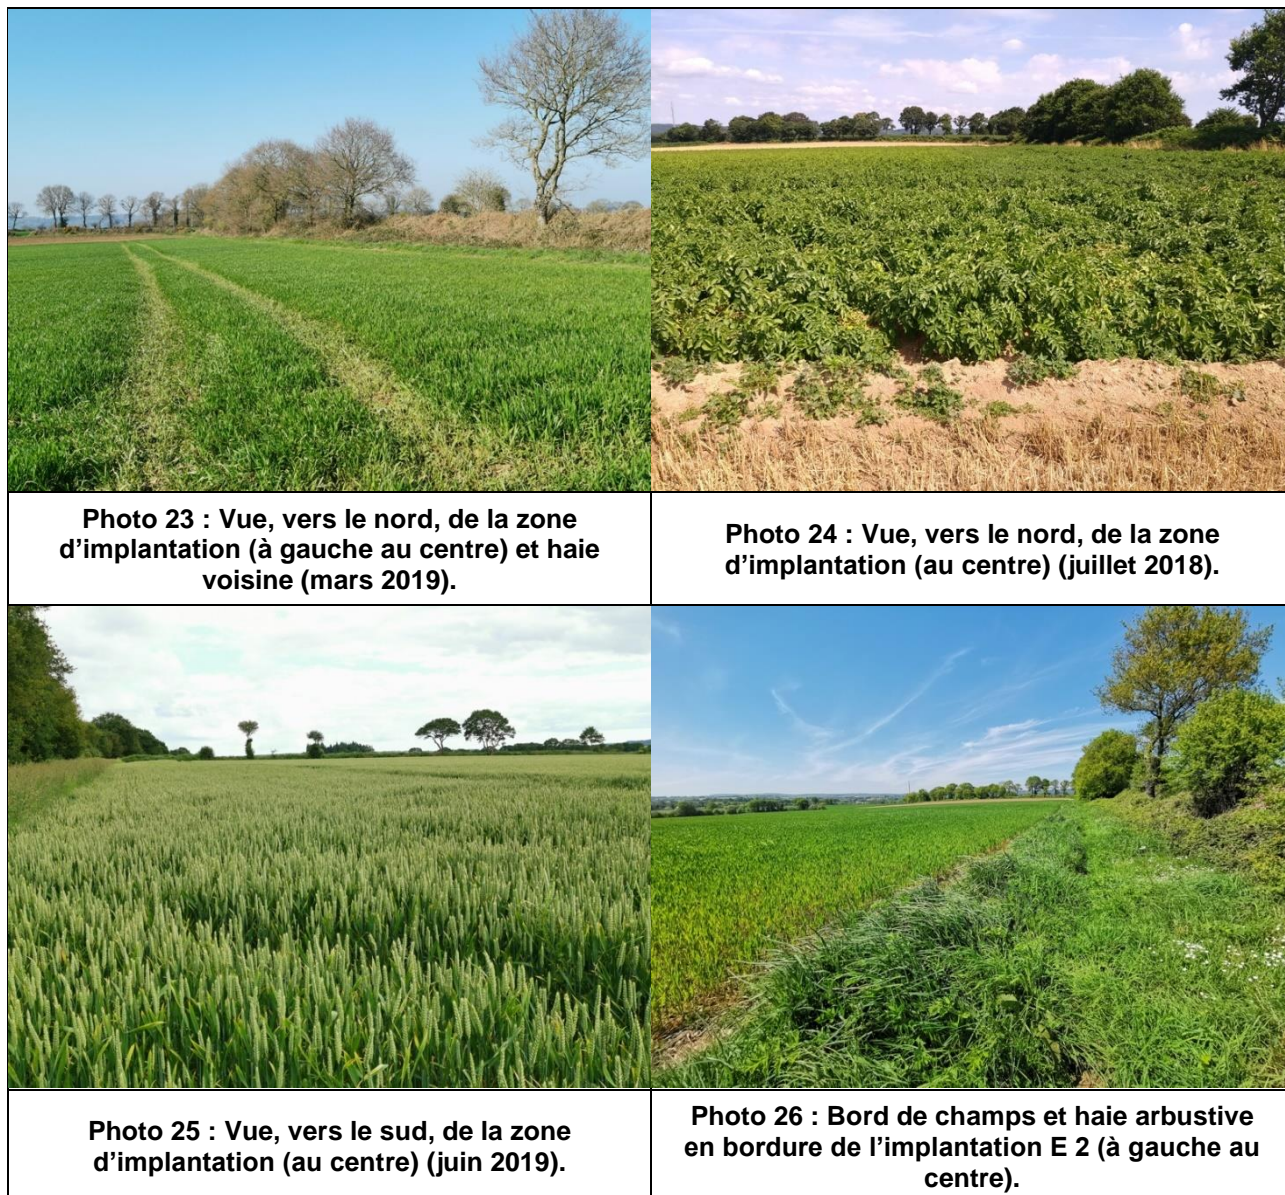 Photo 23 : Vue, vers le nord, de la zone
d'implantation (à gauche au centre) et haie
voisine (mars 2019).
Photo 24 : Vue, vers le nord, de la zone
d'implantation (au centre) (juillet 2018).
Photo 25 : Vue, vers le sud, de la zone
d'implantation (au centre) (juin 2019).
Photo 26 : Bord de champs et haie arbustive
en bordure de l'implantation E 2 (à gauche au
centre).